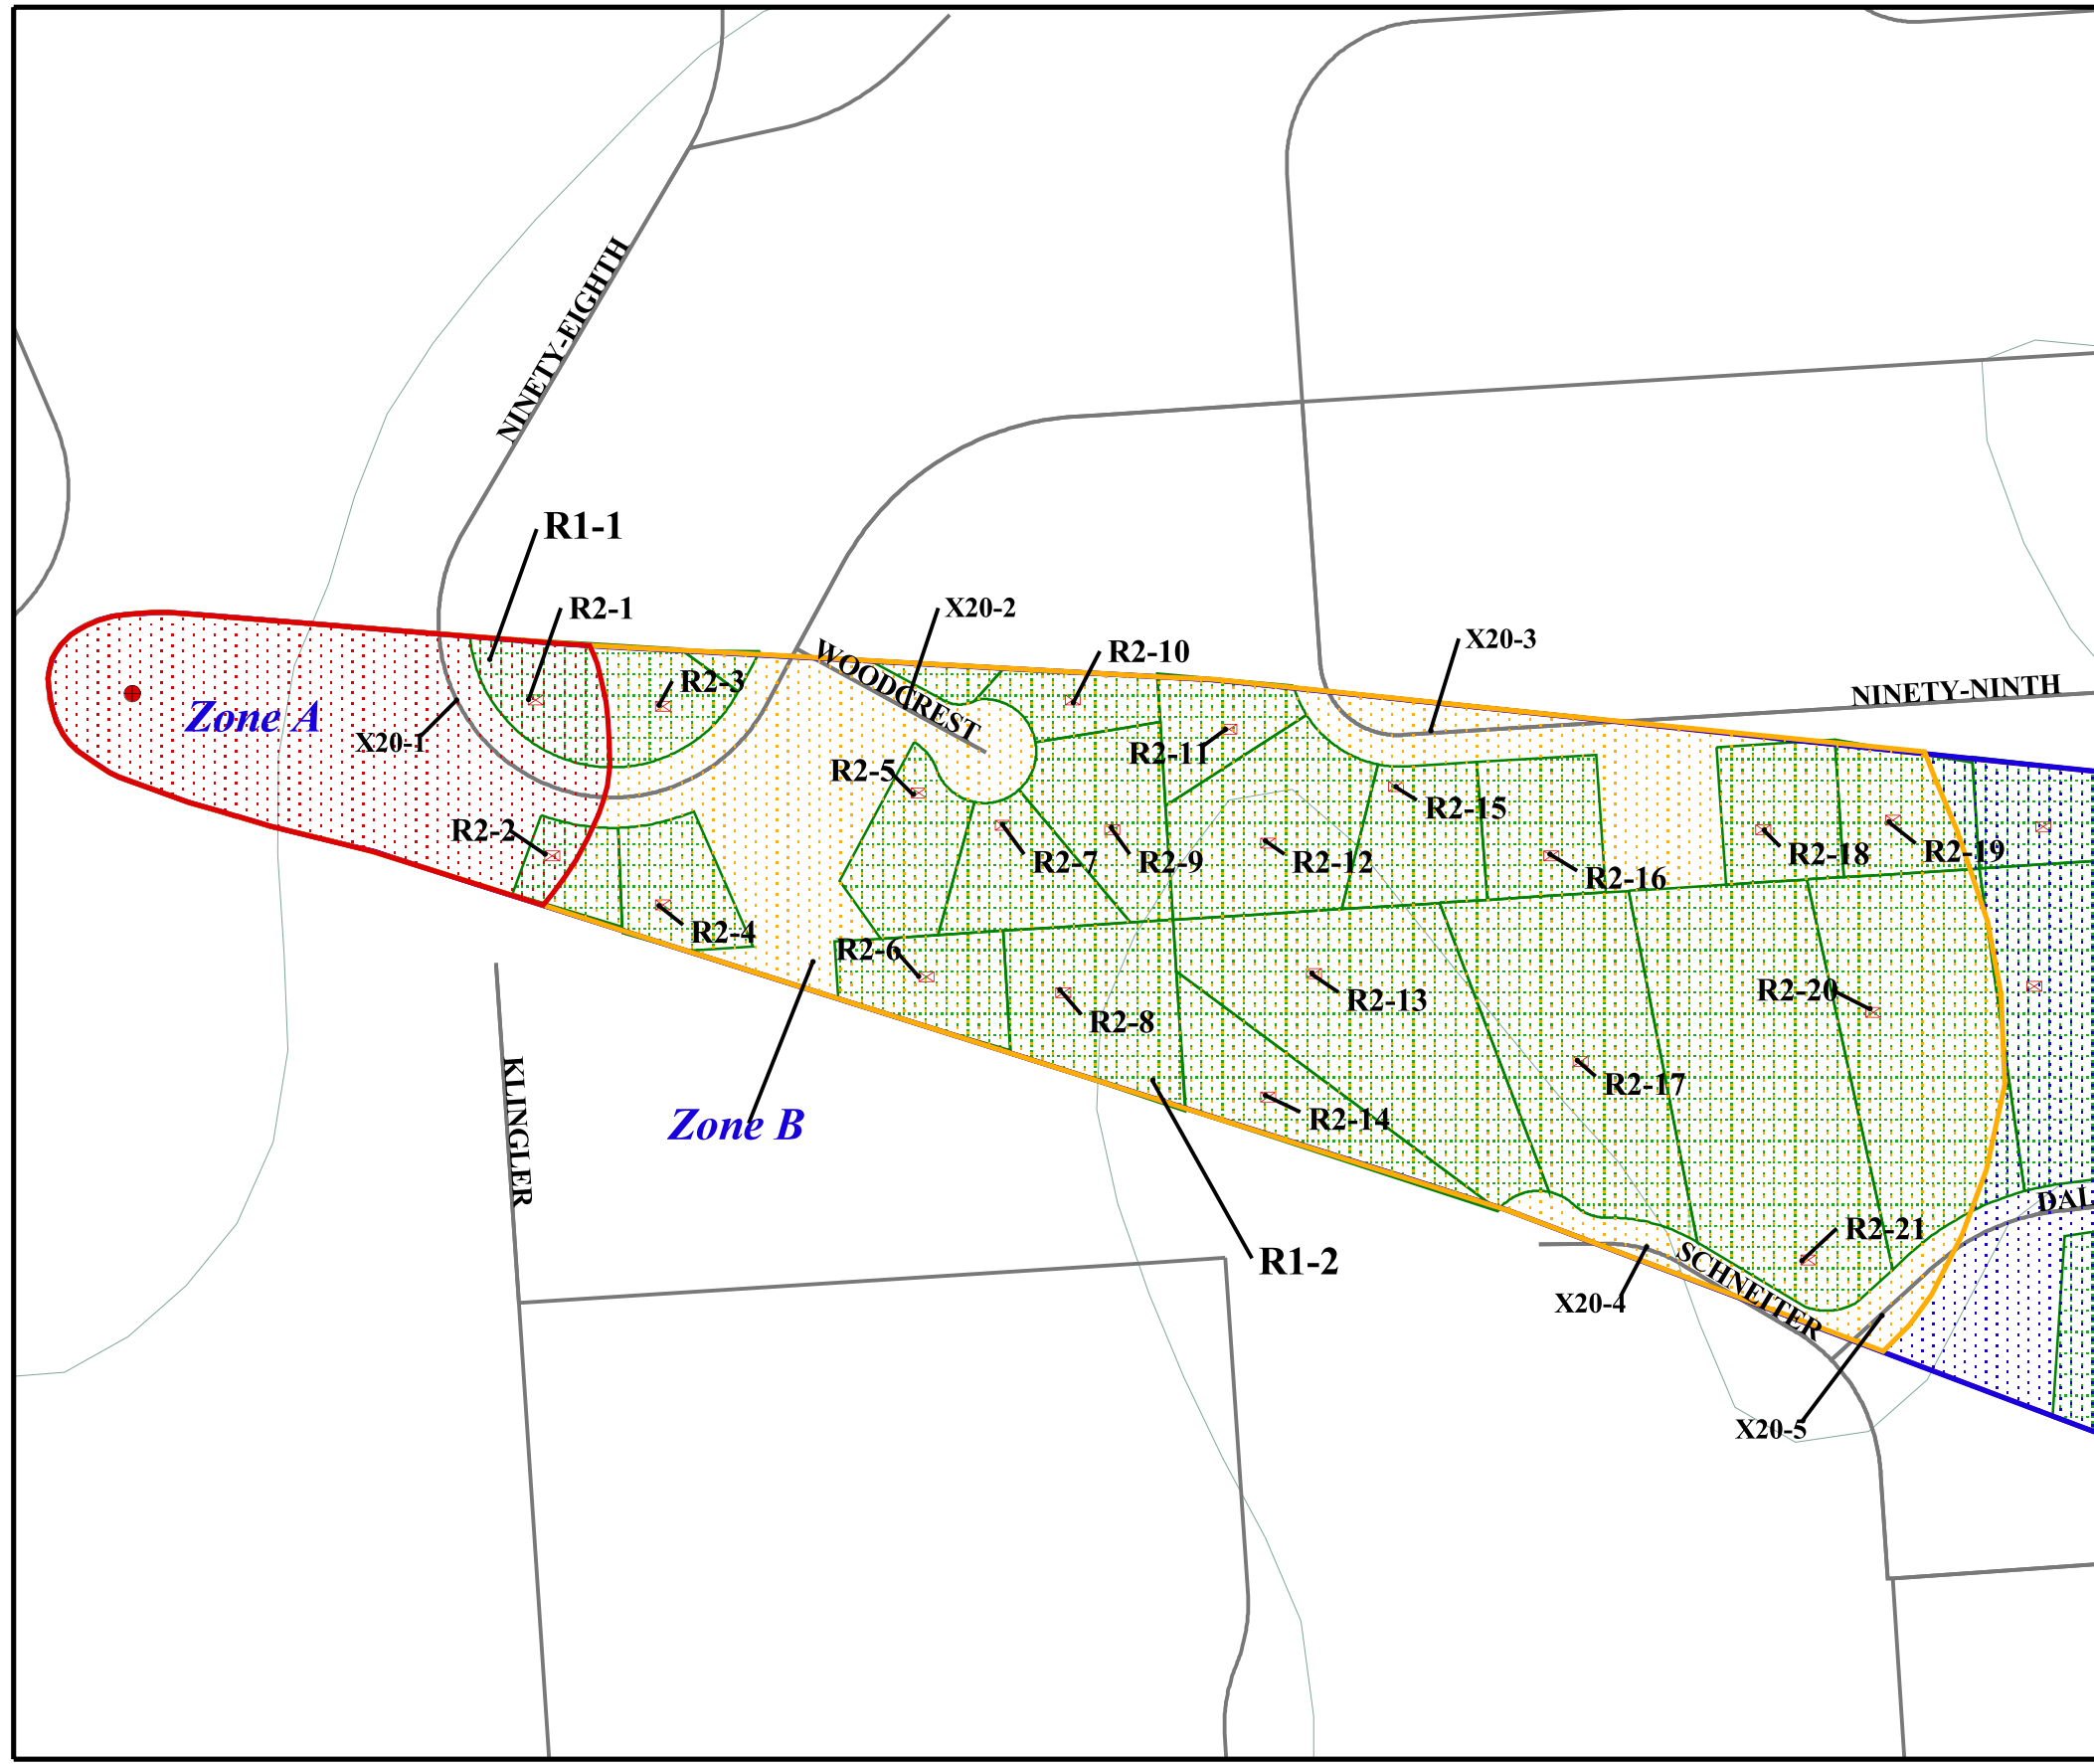 NINETY-EIGHTH
R1-1
R2-1
X20-2
X20-3
R2-10
WOODCREST
R2-3
NINETY-NINTH
Zone A
X20-1
R2-11
R2-5
R2-15
R2-2
R2-7
R2-9
R2-12
R2-18
R2-19
R2-16
R2-4
R2-6
R2-20
R2-13
R2-8
R2-17
KLINGLER
Zone B
R2-14
DAL
R2-21
R1-2
SCHNEITER
X20-4
X20-5